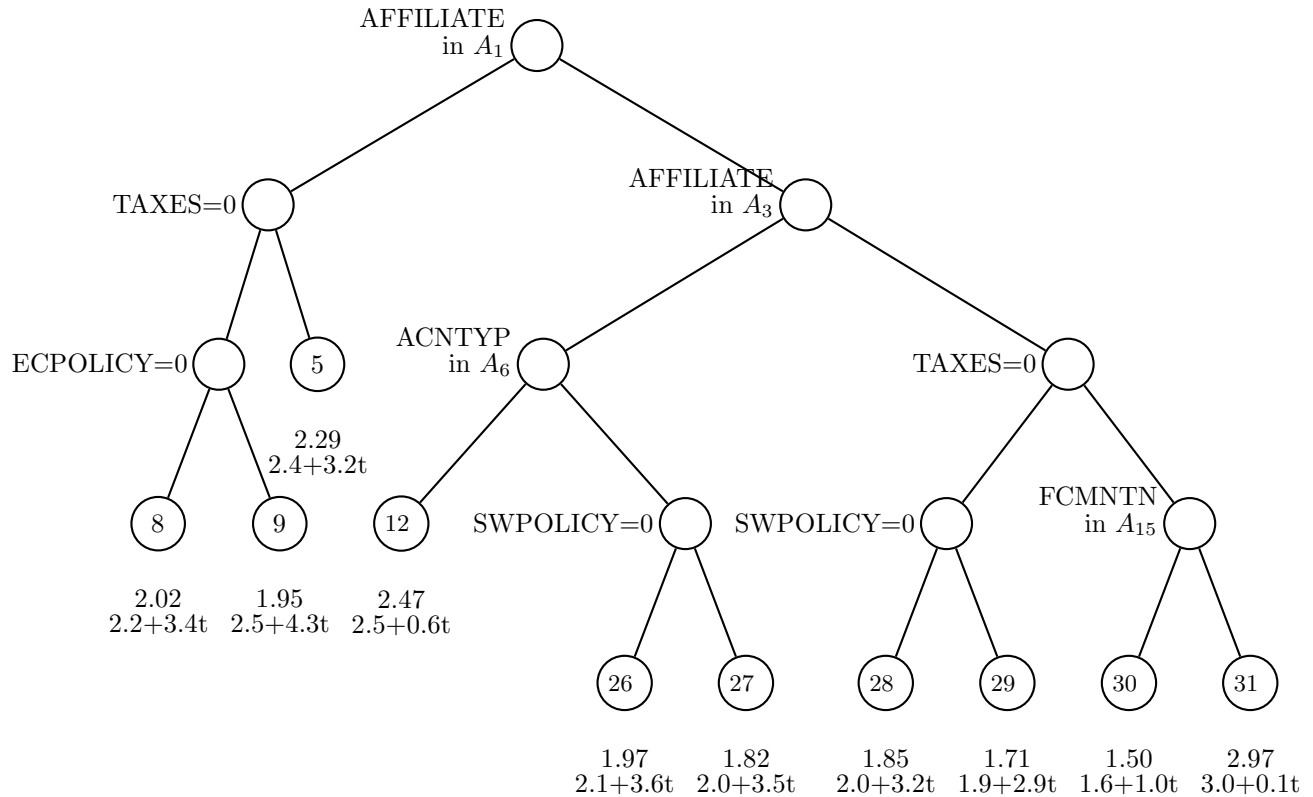 AFFILIATE
in A₁
TAXES=0
AFFILIATE
in A₃
ECPOLICY=0
5
ACNTYP
in A₆
TAXES=0
2.29
2.4+3.2t
8
9
12
SWPOLICY=0
SWPOLICY=0
FCMNTN
in A₁₅
2.02
2.2+3.4t
1.95
2.5+4.3t
2.47
2.5+0.6t
26
27
28
29
30
31
1.97
2.1+3.6t
1.82
2.0+3.5t
1.85
2.0+3.2t
1.71
1.9+2.9t
1.50
1.6+1.0t
2.97
3.0+0.1t